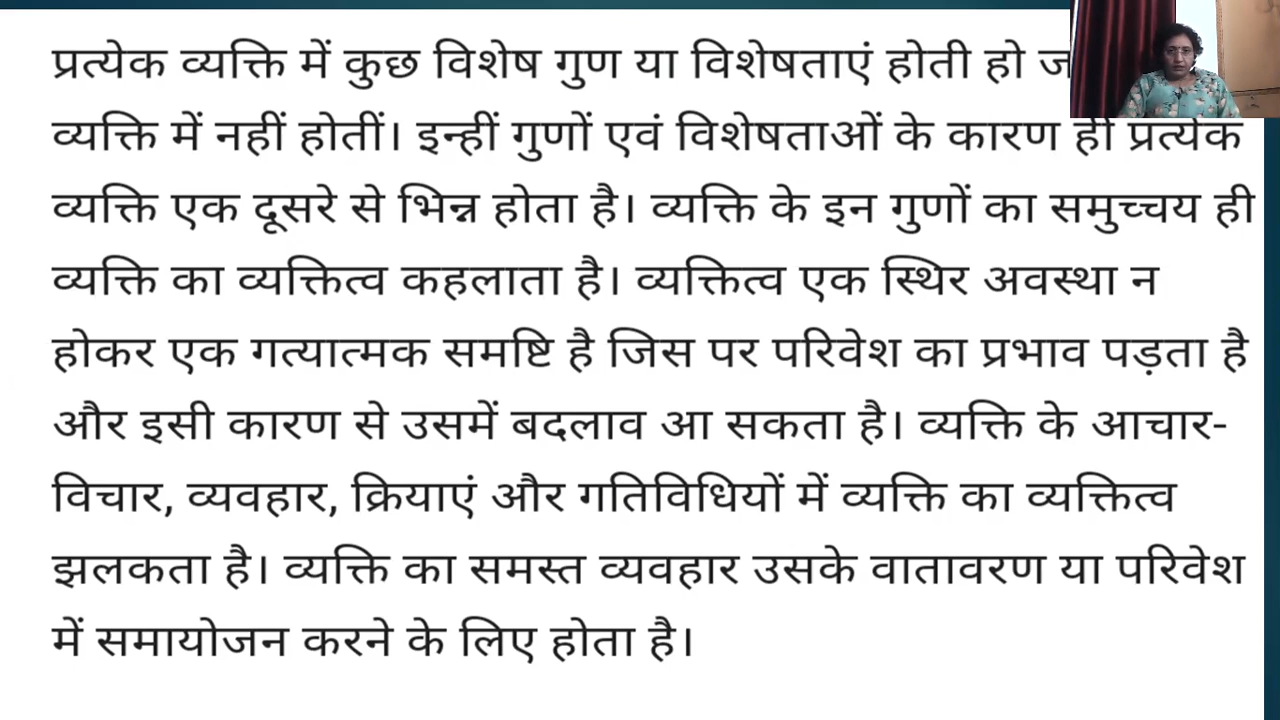 प्रत्येक व्यक्ति में कुछ विशेष गुण या विशेषताएं होती हो
व्यक्ति में नहीं होतीं। इन्हीं गुणों एवं विशेषताओं के कारण ही प्रत्येक
व्यक्ति एक दूसरे से भिन्न होता है। व्यक्ति के इन गुणों का समुच्चय ही
व्यक्ति का व्यक्तित्व कहलाता है। व्यक्तित्व एक स्थिर अवस्था न
होकर एक गत्यात्मक समष्टि है जिस पर परिवेश का प्रभाव पड़ता है
और इसी कारण से उसमें बदलाव आ सकता है। व्यक्ति के आचार-
विचार, व्यवहार, क्रियाएं और गतिविधियों में व्यक्ति का व्यक्तित्व
झलकता है। व्यक्ति का समस्त व्यवहार उसके वातावरण या परिवेश
में समायोजन करने के लिए होता है।